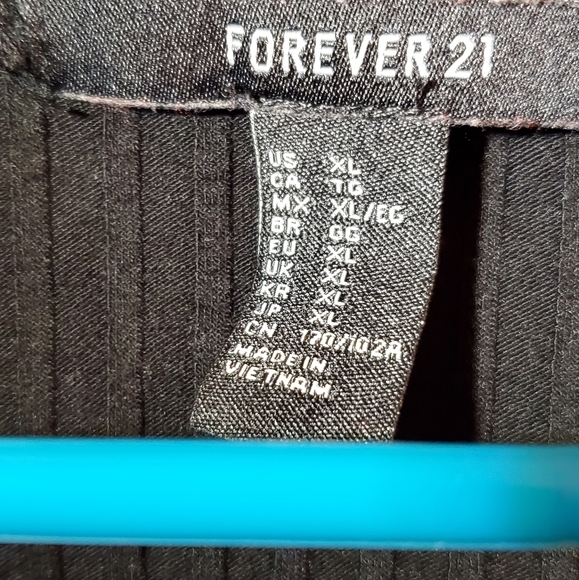 FOREVER 21
US XL
CA TG
MX XL/EG
BR GG
EU XL
UK XL
KR XL
JP XL
CN 170/102A
MADE IN
VIETNAM